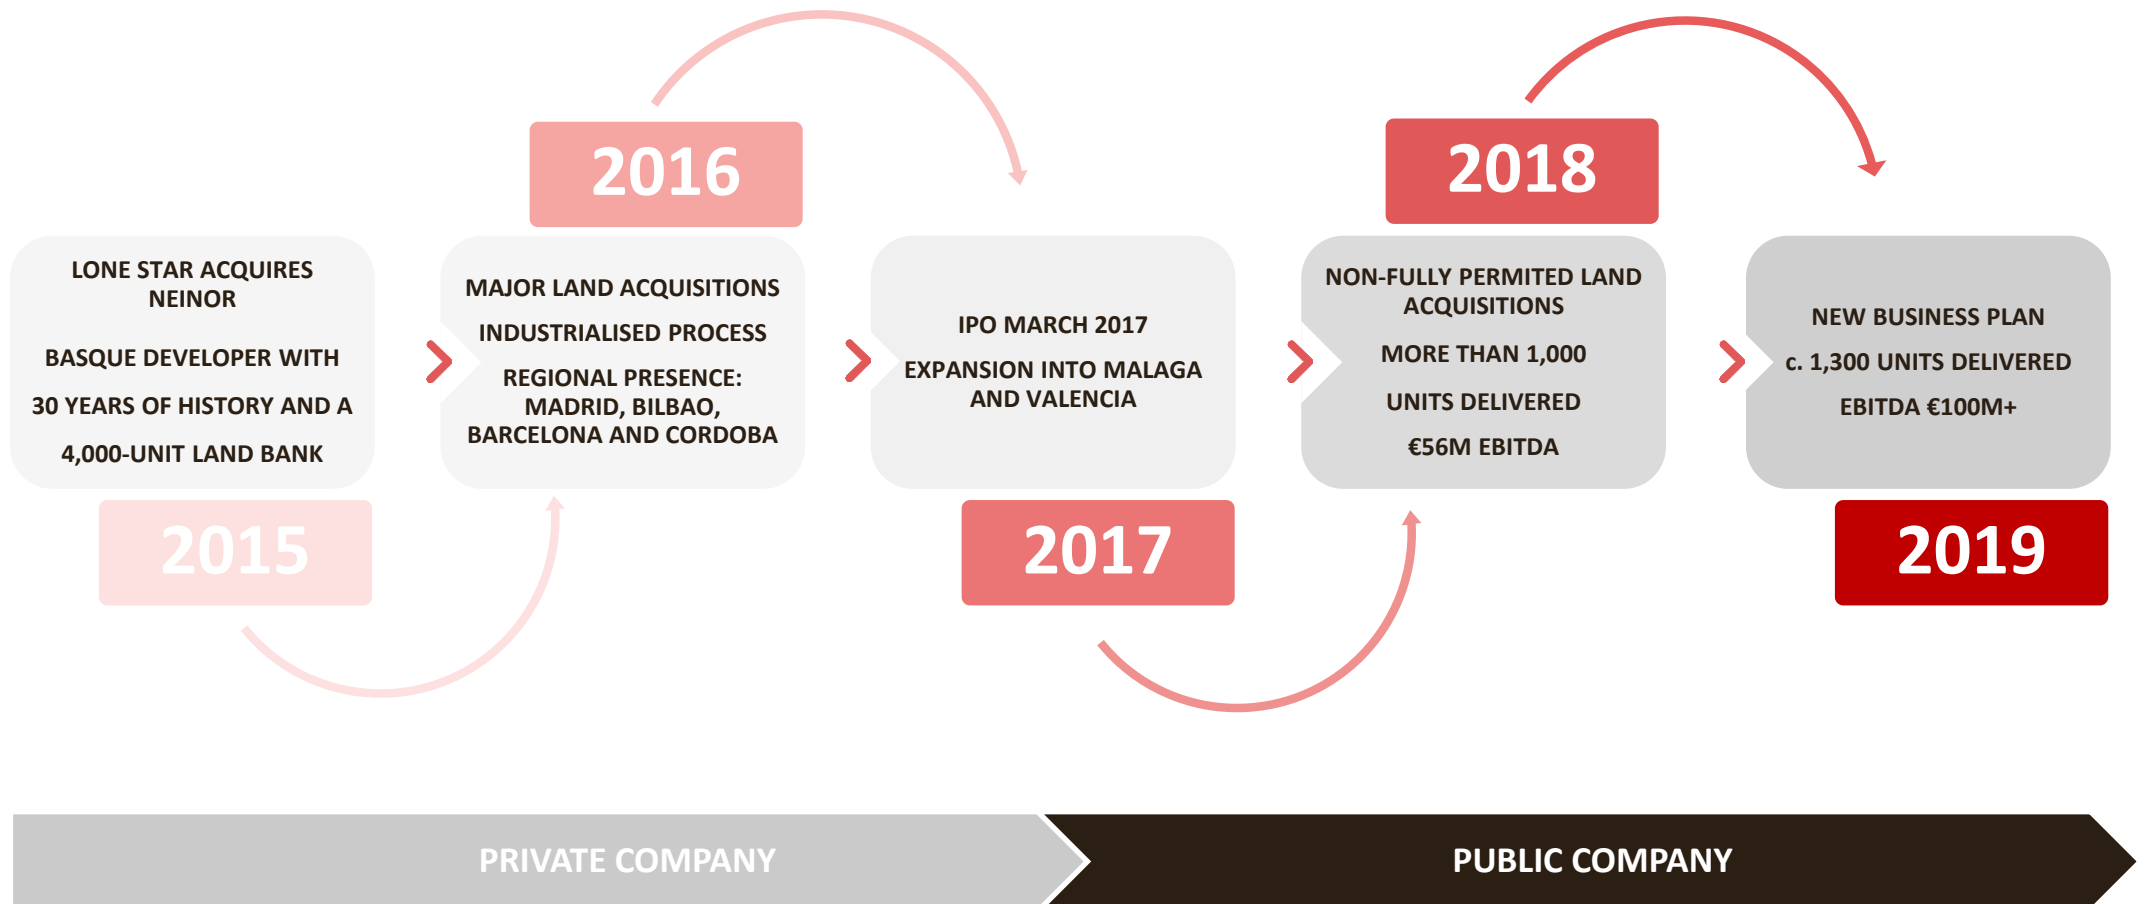 2016
2018
LONE STAR ACQUIRES
NEINOR
BASQUE DEVELOPER WITH
30 YEARS OF HISTORY AND A
4,000-UNIT LAND BANK
MAJOR LAND ACQUISITIONS
INDUSTRIALISED PROCESS
REGIONAL PRESENCE:
MADRID, BILBAO,
BARCELONA AND CORDOBA
IPO MARCH 2017
EXPANSION INTO MALAGA
AND VALENCIA
NON-FULLY PERMITED LAND
ACQUISITIONS
MORE THAN 1,000
UNITS DELIVERED
€56M EBITDA
NEW BUSINESS PLAN
c. 1,300 UNITS DELIVERED
EBITDA €100M+
2015
2017
2019
PRIVATE COMPANY
PUBLIC COMPANY